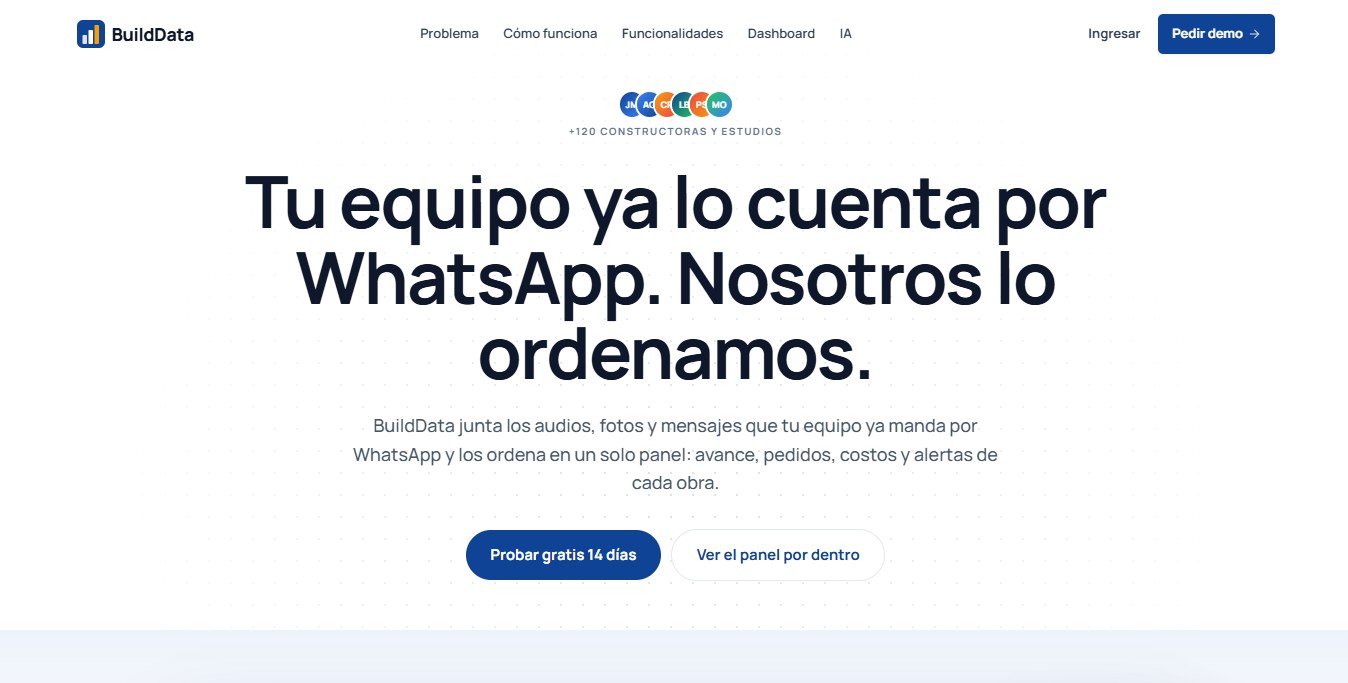 BuildData
Problema
Cómo funciona
Funcionalidades
Dashboard
IA
Ingresar
Pedir demo →
MO
+120 CONSTRUCTORAS Y ESTUDIOS
Tu equipo ya lo cuenta por
WhatsApp. Nosotros lo
ordenamos.
BuildData junta los audios, fotos y mensajes que tu equipo ya manda por
WhatsApp y los ordena en un solo panel: avance, pedidos, costos y alertas de
cada obra.
Probar gratis 14 días
Ver el panel por dentro